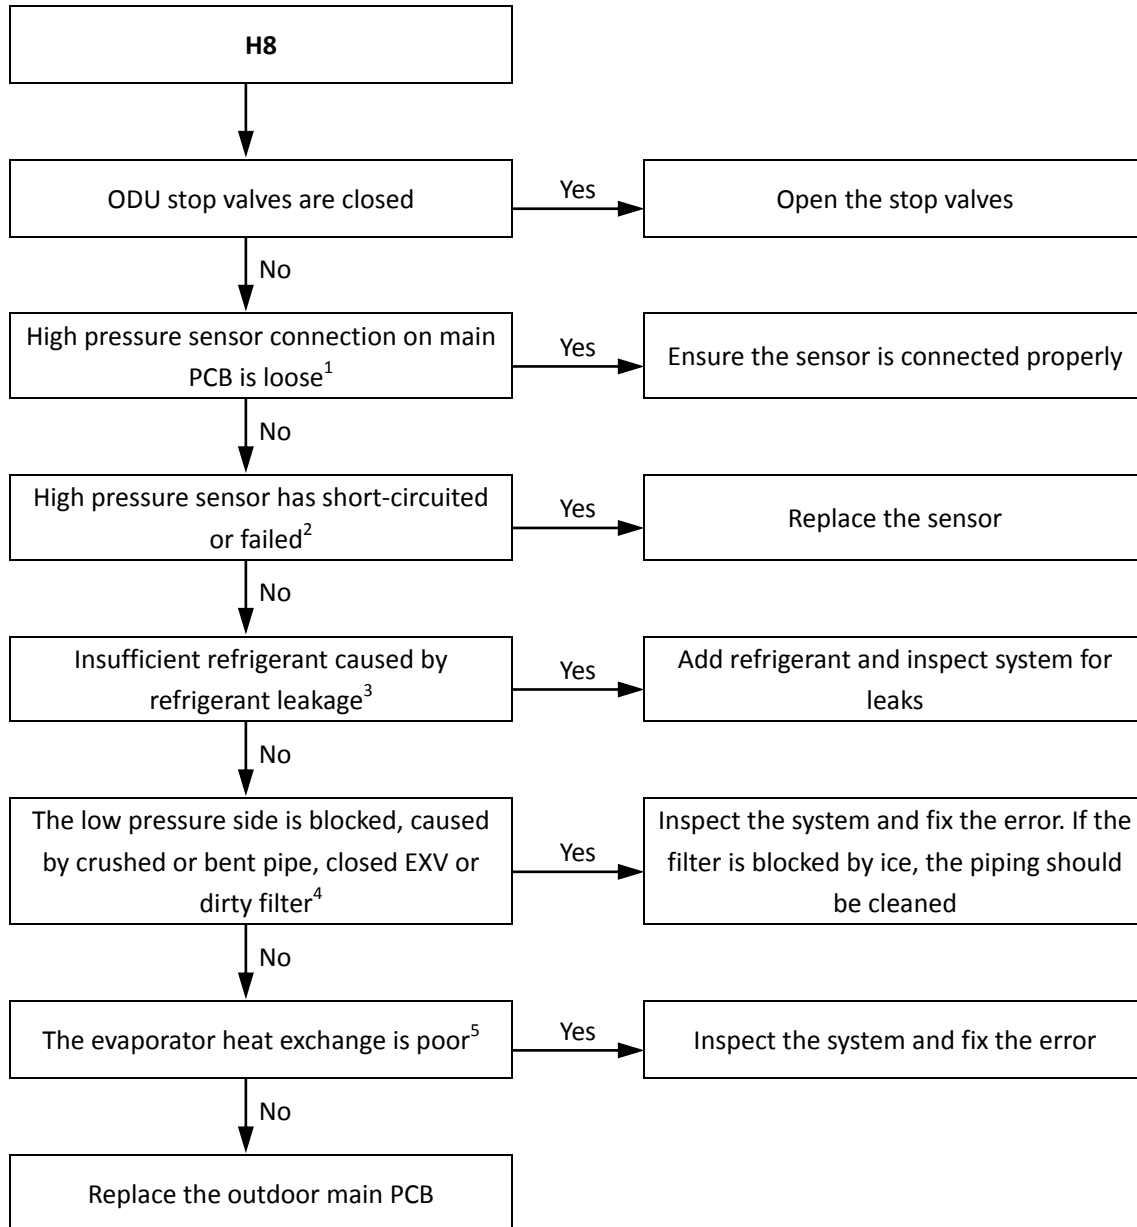 H8
ODU stop valves are closed
Yes
Open the stop valves
No
High pressure sensor connection on main
PCB is loose1
Yes
Ensure the sensor is connected properly
No
High pressure sensor has short-circuited
or failed2
Yes
Replace the sensor
No
Insufficient refrigerant caused by
refrigerant leakage3
Yes
Add refrigerant and inspect system for
leaks
No
The low pressure side is blocked, caused
by crushed or bent pipe, closed EXV or
dirty filter4
Yes
Inspect the system and fix the error. If the
filter is blocked by ice, the piping should
be cleaned
No
The evaporator heat exchange is poor5
Yes
Inspect the system and fix the error
No
Replace the outdoor main PCB